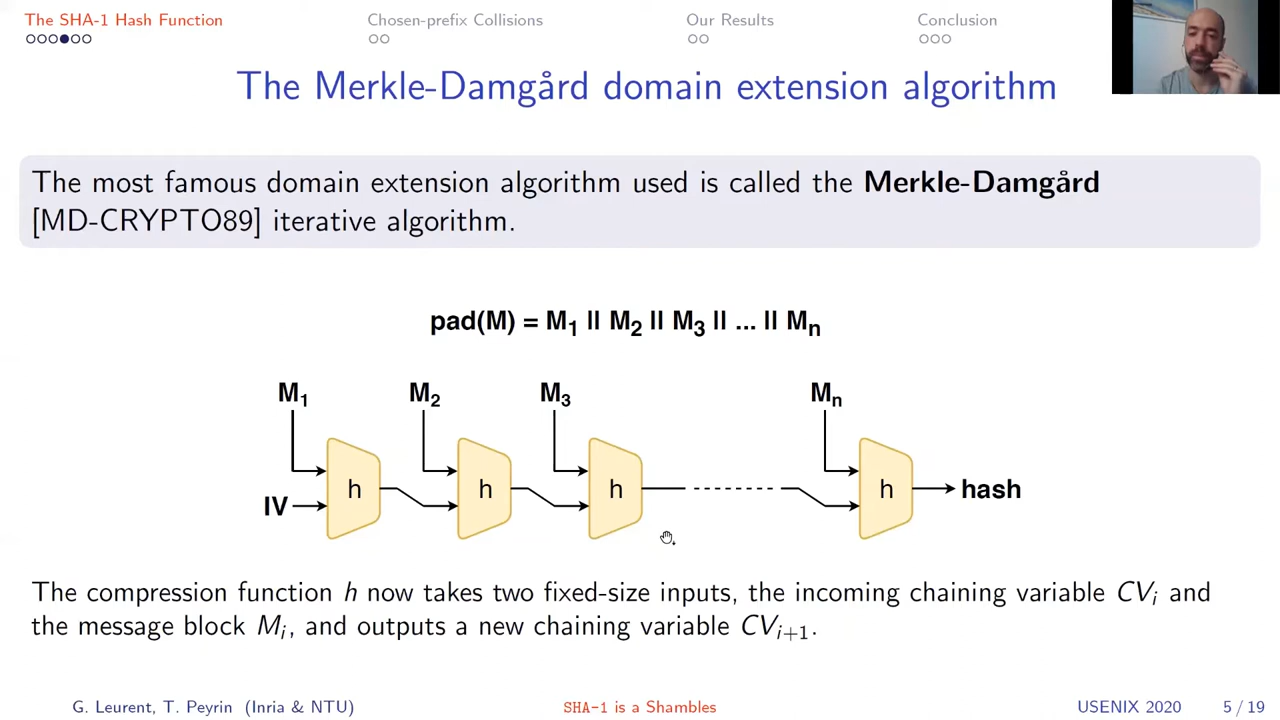 The SHA-1 Hash Function
Chosen-prefix Collisions
Our Results
Conclusion
The Merkle-Damgård domain extension algorithm
The most famous domain extension algorithm used is called the Merkle-Damgård
[MD-CRYPTO89] iterative algorithm.
pad(M) = M₁ || M₂ || M₃ || ... || Mₙ
M₁ M₂ M₃ Mₙ
h h h h hash
IV
The compression function h now takes two fixed-size inputs, the incoming chaining variable CVᵢ and
the message block Mᵢ, and outputs a new chaining variable CVᵢ₊₁.
G. Leurent, T. Peyrin (Inria & NTU) SHA-1 is a Shambles USENIX 2020 5 / 19